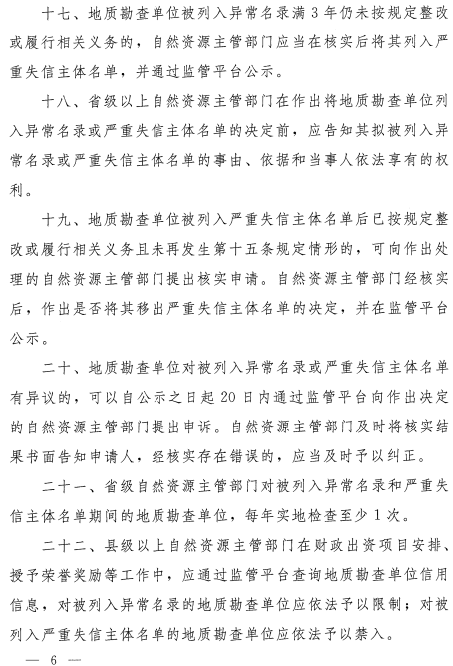 十七、地质勘查单位被列入异常名录满3年仍未按规定整改
或履行相关义务的，自然资源主管部门应当在核实后将其列入严
重失信主体名单，并通过监管平台公示。
十八、省级以上自然资源主管部门在作出将地质勘查单位列
入异常名录或严重失信主体名单的决定前，应告知其拟被列入异
常名录或严重失信主体名单的事由、依据和当事人依法享有的权
利。
十九、地质勘查单位被列入严重失信主体名单后已按规定整
改或履行相关义务且未再发生第十五条规定情形的，可向作出处
理的自然资源主管部门提出核实申请。自然资源主管部门经核实
后，作出是否将其移出严重失信主体名单的决定，并在监管平台
公示。
二十、地质勘查单位对被列入异常名录或严重失信主体名单
有异议的，可以自公示之日起20日内通过监管平台向作出决定
的自然资源主管部门提出申诉。自然资源主管部门及时将核实结
果书面告知申请人，经核实存在错误的，应当及时予以纠正。
二十一、省级自然资源主管部门对被列入异常名录和严重失
信主体名单期间的地质勘查单位，每年实地检查至少1次。
二十二、县级以上自然资源主管部门在财政出资项目安排、
授予荣誉奖励等工作中，应通过监管平台查询地质勘查单位信用
信息，对被列入异常名录的地质勘查单位应依法予以限制；对被
列入严重失信主体名单的地质勘查单位应依法予以禁入。
— 6 —